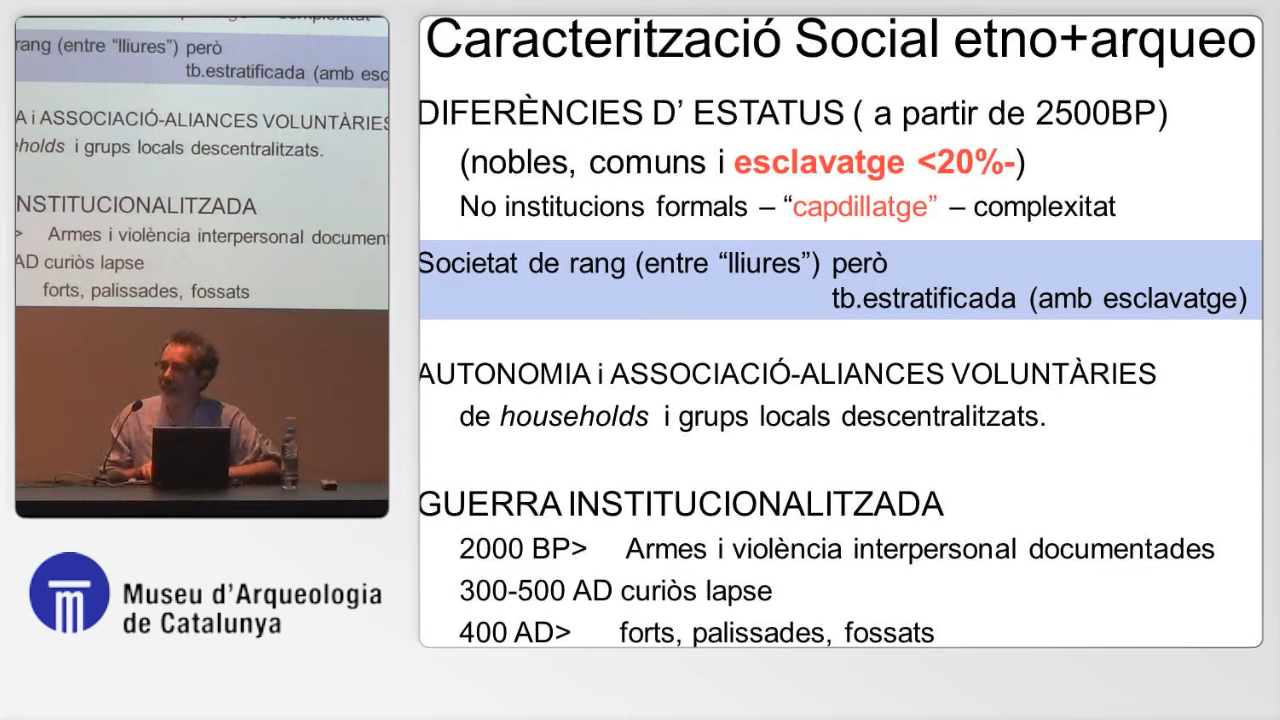 complexitat
rang (entre “lliures”) però
tb.estratificada (amb esc
A i ASSOCIACIÓ-ALIANCES VOLUNTÀRIES
holds i grups locals descentralitzats.
NSTITUCIONALITZADA
> Armes i violència interpersonal documen
AD curiòs lapse
forts, palissades, fossats
Museu d’Arqueologia
de Catalunya
Caracterització Social etno+arqueo
DIFERÈNCIES D’ ESTATUS ( a partir de 2500BP)
(nobles, comuns i esclavatge <20%-)
No institucions formals – “capdillatge” – complexitat
Societat de rang (entre “lliures”) però
tb.estratificada (amb esclavatge)
AUTONOMIA i ASSOCIACIÓ-ALIANCES VOLUNTÀRIES
de households i grups locals descentralitzats.
GUERRA INSTITUCIONALITZADA
2000 BP> Armes i violència interpersonal documentades
300-500 AD curiòs lapse
400 AD> forts, palissades, fossats